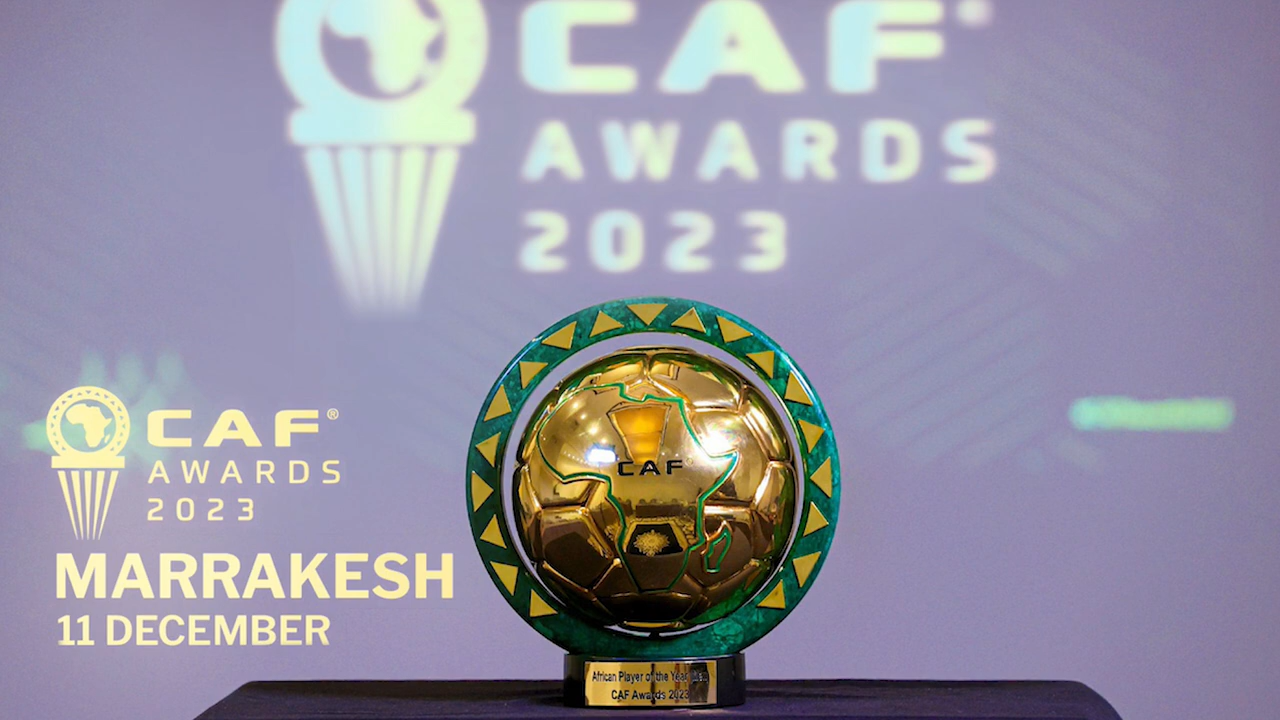 CAF
AWARDS
2023
CAF®
AWARDS
2023
MARRAKESH
11 DECEMBER
CAF
African Player of the Year
CAF Awards 2023